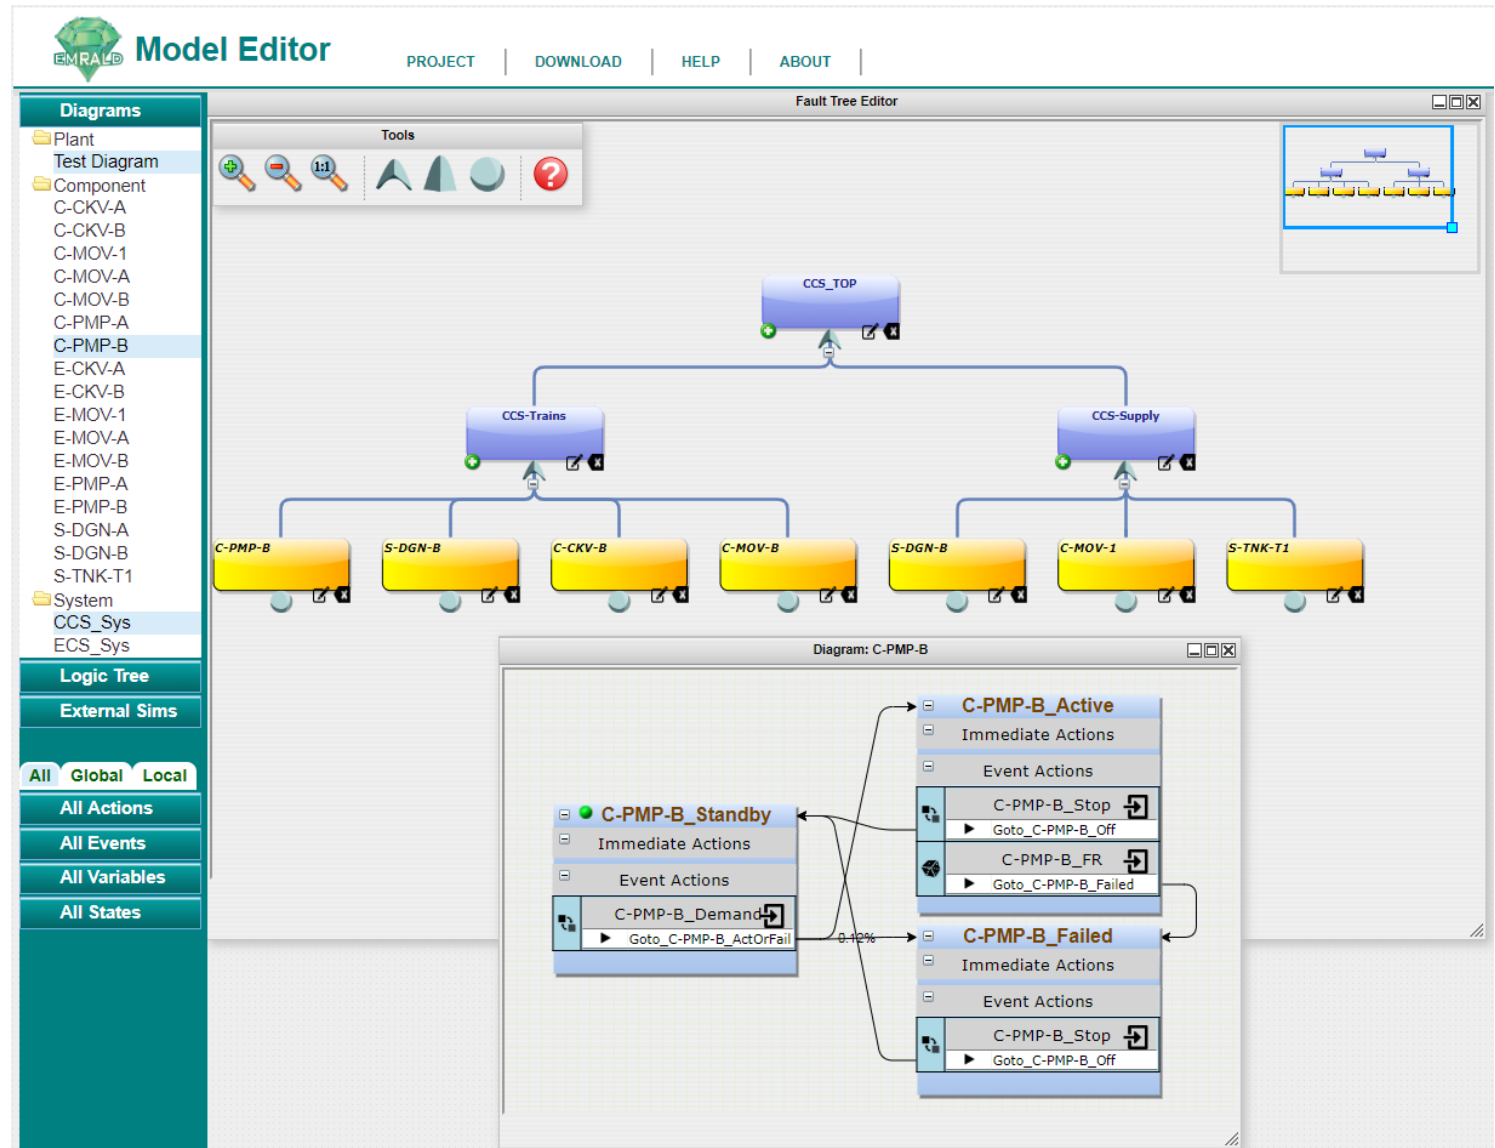 EMRALD
Model Editor
PROJECT
DOWNLOAD
HELP
ABOUT
Diagrams
Plant
Test Diagram
Component
C-CKV-A
C-CKV-B
C-MOV-1
C-MOV-A
C-MOV-B
C-PMP-A
C-PMP-B
E-CKV-A
E-CKV-B
E-MOV-1
E-MOV-A
E-MOV-B
E-PMP-A
E-PMP-B
S-DGN-A
S-DGN-B
S-TNK-T1
System
CCS_Sys
ECS_Sys
Logic Tree
External Sims
All Global Local
All Actions
All Events
All Variables
All States
Fault Tree Editor
Tools
1:1
?
CCS_TOP
CCS-Trains
CCS-Supply
C-PMP-B
S-DGN-B
C-CKV-B
C-MOV-B
S-DGN-B
C-MOV-1
S-TNK-T1
Diagram: C-PMP-B
C-PMP-B_Standby
Immediate Actions
Event Actions
C-PMP-B_Demand
Goto_C-PMP-B_ActOrFail
0.12%
C-PMP-B_Active
Immediate Actions
Event Actions
C-PMP-B_Stop
Goto_C-PMP-B_Off
C-PMP-B_FR
Goto_C-PMP-B_Failed
C-PMP-B_Failed
Immediate Actions
Event Actions
C-PMP-B_Stop
Goto_C-PMP-B_Off